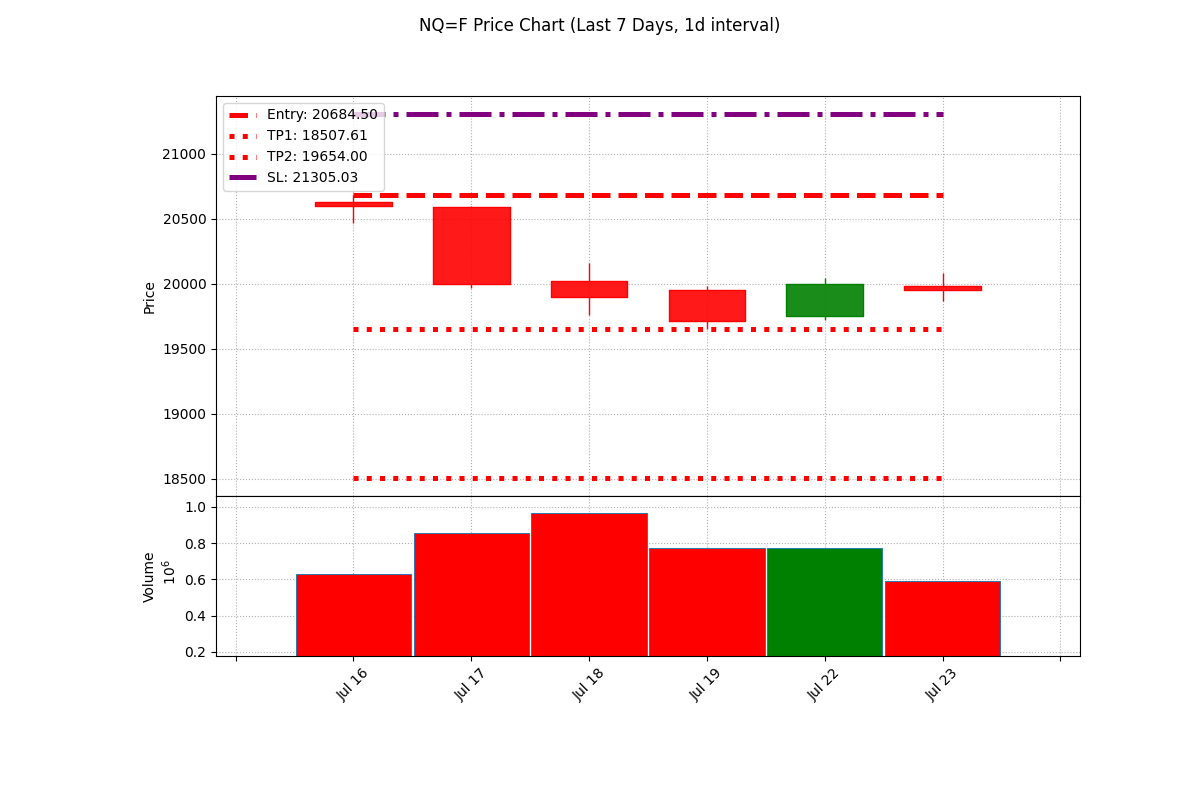 NQ=F Price Chart (Last 7 Days, 1d interval)
Entry: 20684.50
TP1: 18507.61
TP2: 19654.00
SL: 21305.03
Price
21000
20500
20000
19500
19000
18500
Volume
10^6
1.0
0.8
0.6
0.4
0.2
Jul 16
Jul 17
Jul 18
Jul 19
Jul 22
Jul 23